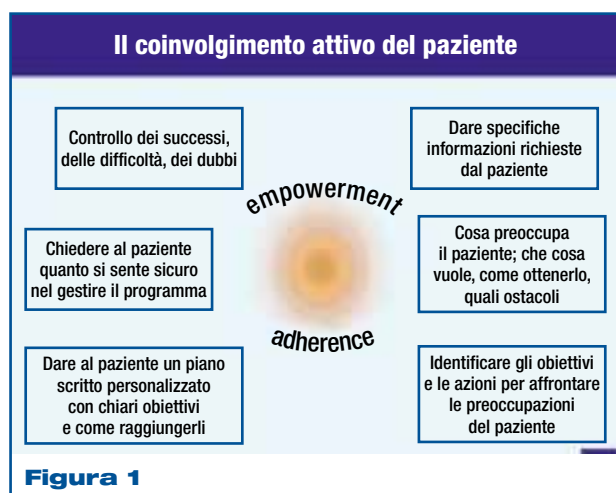 Il coinvolgimento attivo del paziente
Controllo dei successi,
delle difficoltà, dei dubbi
Dare specifiche
informazioni richieste
dal paziente
empowerment
Chiedere al paziente
quanto si sente sicuro
nel gestire il programma
Cosa preoccupa
il paziente; che cosa
vuole, come ottenerlo,
quali ostacoli
adherence
Dare al paziente un piano
scritto personalizzato
con chiari obiettivi
e come raggiungerli
Identificare gli obiettivi
e le azioni per affrontare
le preoccupazioni
del paziente
Figura 1